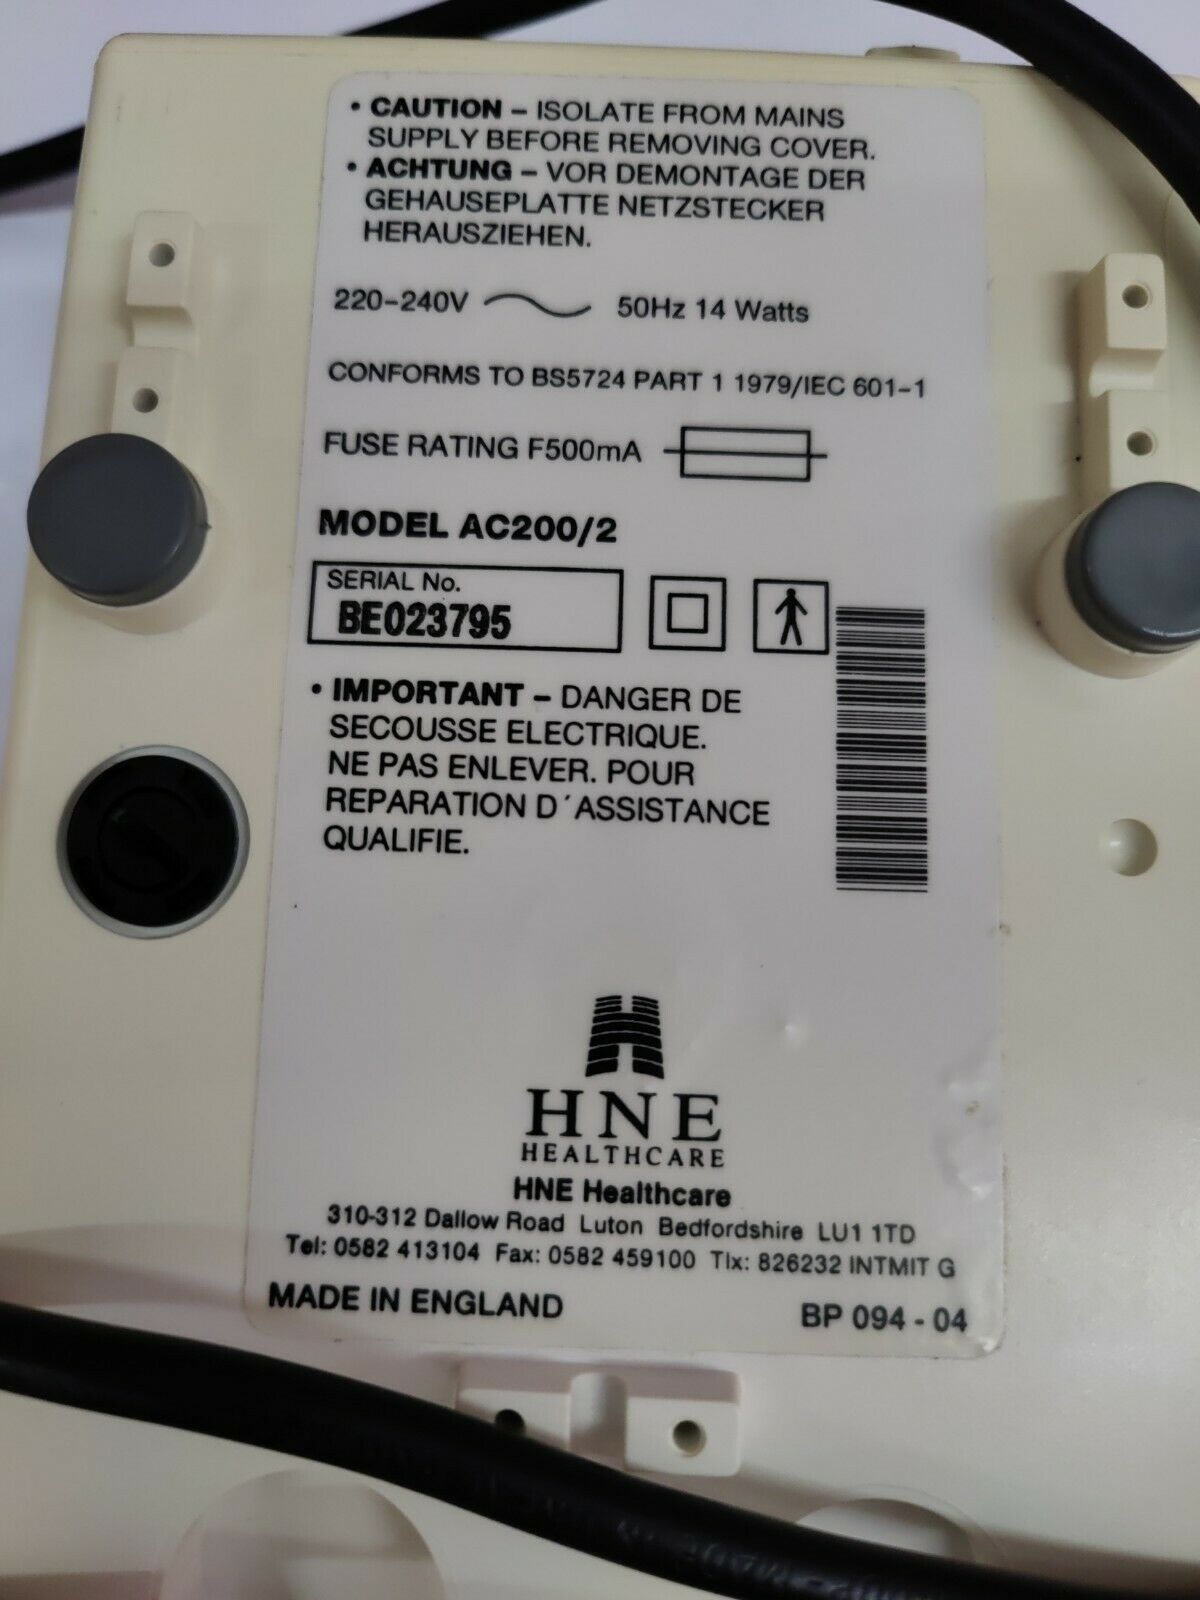 • CAUTION – ISOLATE FROM MAINS
SUPPLY BEFORE REMOVING COVER.
• ACHTUNG – VOR DEMONTAGE DER
GEHAUSEPLATTE NETZSTECKER
HERAUSZIEHEN.
220-240V 50Hz 14 Watts
CONFORMS TO BS5724 PART 1 1979/IEC 601-1
FUSE RATING F500mA
MODEL AC200/2
SERIAL No.
BE023795
• IMPORTANT – DANGER DE
SECOUSSE ELECTRIQUE.
NE PAS ENLEVER. POUR
REPARATION D´ASSISTANCE
QUALIFIE.
HNE
HEALTHCARE
HNE Healthcare
310-312 Dallow Road Luton Bedfordshire LU1 1TD
Tel: 0582 413104 Fax: 0582 459100 Tlx: 826232 INTMIT G
MADE IN ENGLAND BP 094 - 04